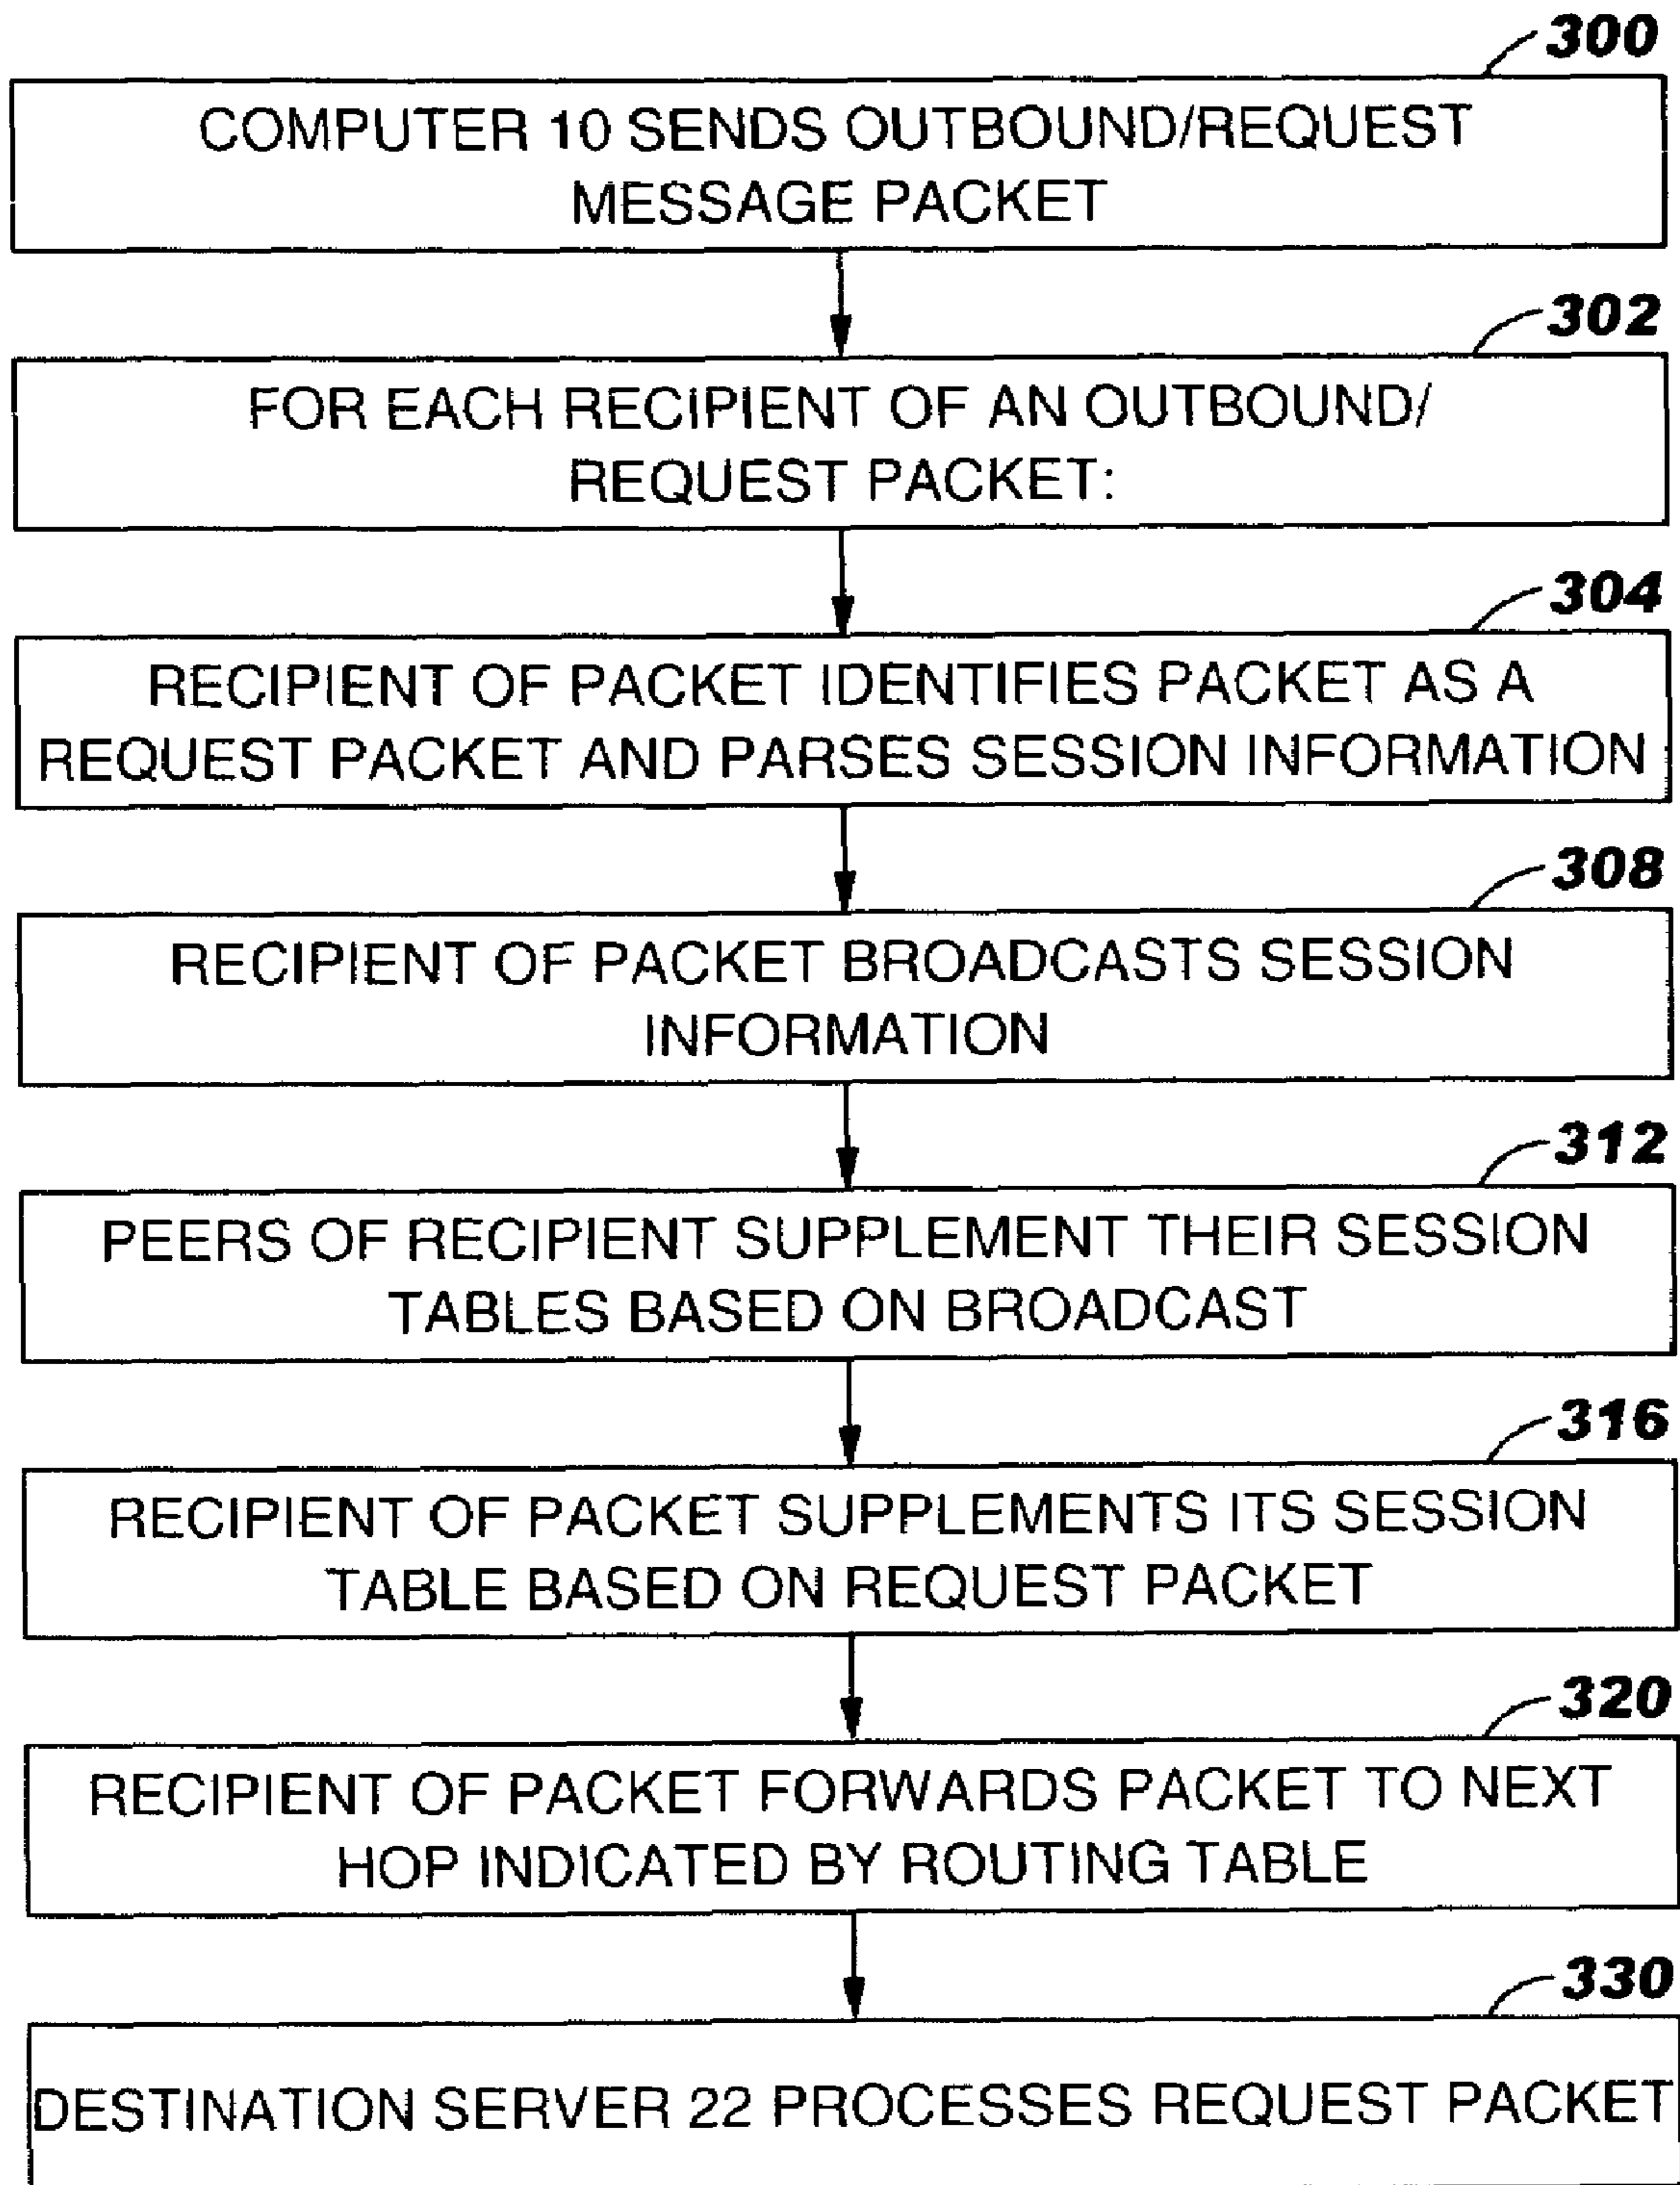 300
COMPUTER 10 SENDS OUTBOUND/REQUEST
MESSAGE PACKET
302
FOR EACH RECIPIENT OF AN OUTBOUND/
REQUEST PACKET:
304
RECIPIENT OF PACKET IDENTIFIES PACKET AS A
REQUEST PACKET AND PARSES SESSION INFORMATION
308
RECIPIENT OF PACKET BROADCASTS SESSION
INFORMATION
312
PEERS OF RECIPIENT SUPPLEMENT THEIR SESSION
TABLES BASED ON BROADCAST
316
RECIPIENT OF PACKET SUPPLEMENTS ITS SESSION
TABLE BASED ON REQUEST PACKET
320
RECIPIENT OF PACKET FORWARDS PACKET TO NEXT
HOP INDICATED BY ROUTING TABLE
330
DESTINATION SERVER 22 PROCESSES REQUEST PACKET